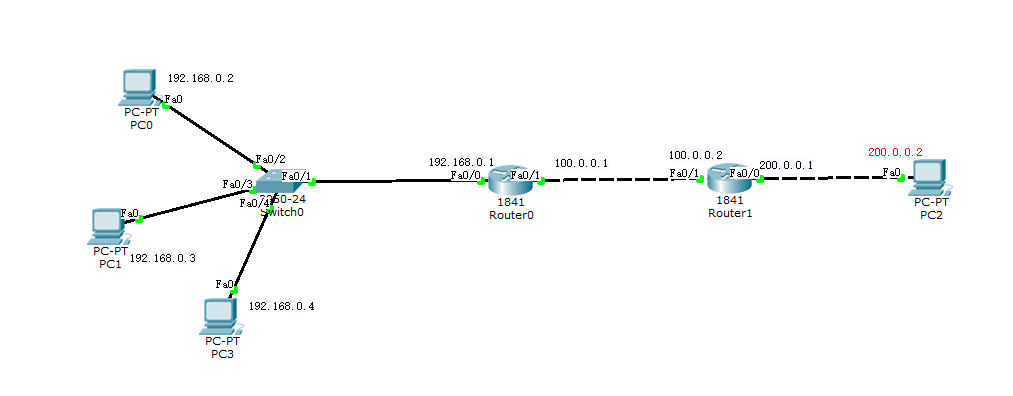 192.168.0.2
Fa0
PC-PT
PC0
Fa0/2
Fa0/1
Fa0/3
Fa0/4
Switch0
Fa0
PC-PT
PC1
192.168.0.3
Fa0
192.168.0.4
PC-PT
PC3
192.168.0.1
Fa0/0
Fa0/1
1841
Router0
100.0.0.1
100.0.0.2
Fa0/1
Fa0/0
1841
Router1
200.0.0.1
200.0.0.2
Fa0
PC-PT
PC2